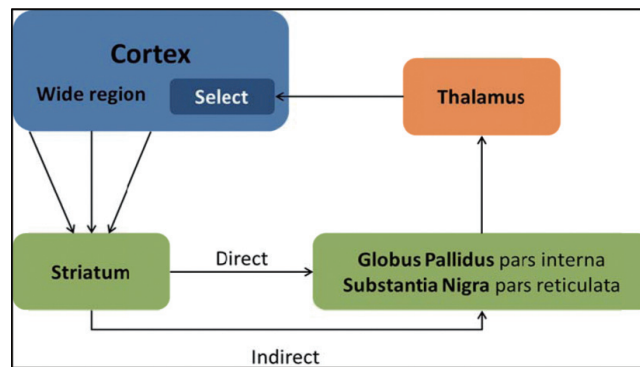 Cortex
Wide region
Select
Thalamus
Striatum
Direct
Globus Pallidus pars interna
Substantia Nigra pars reticulata
Indirect